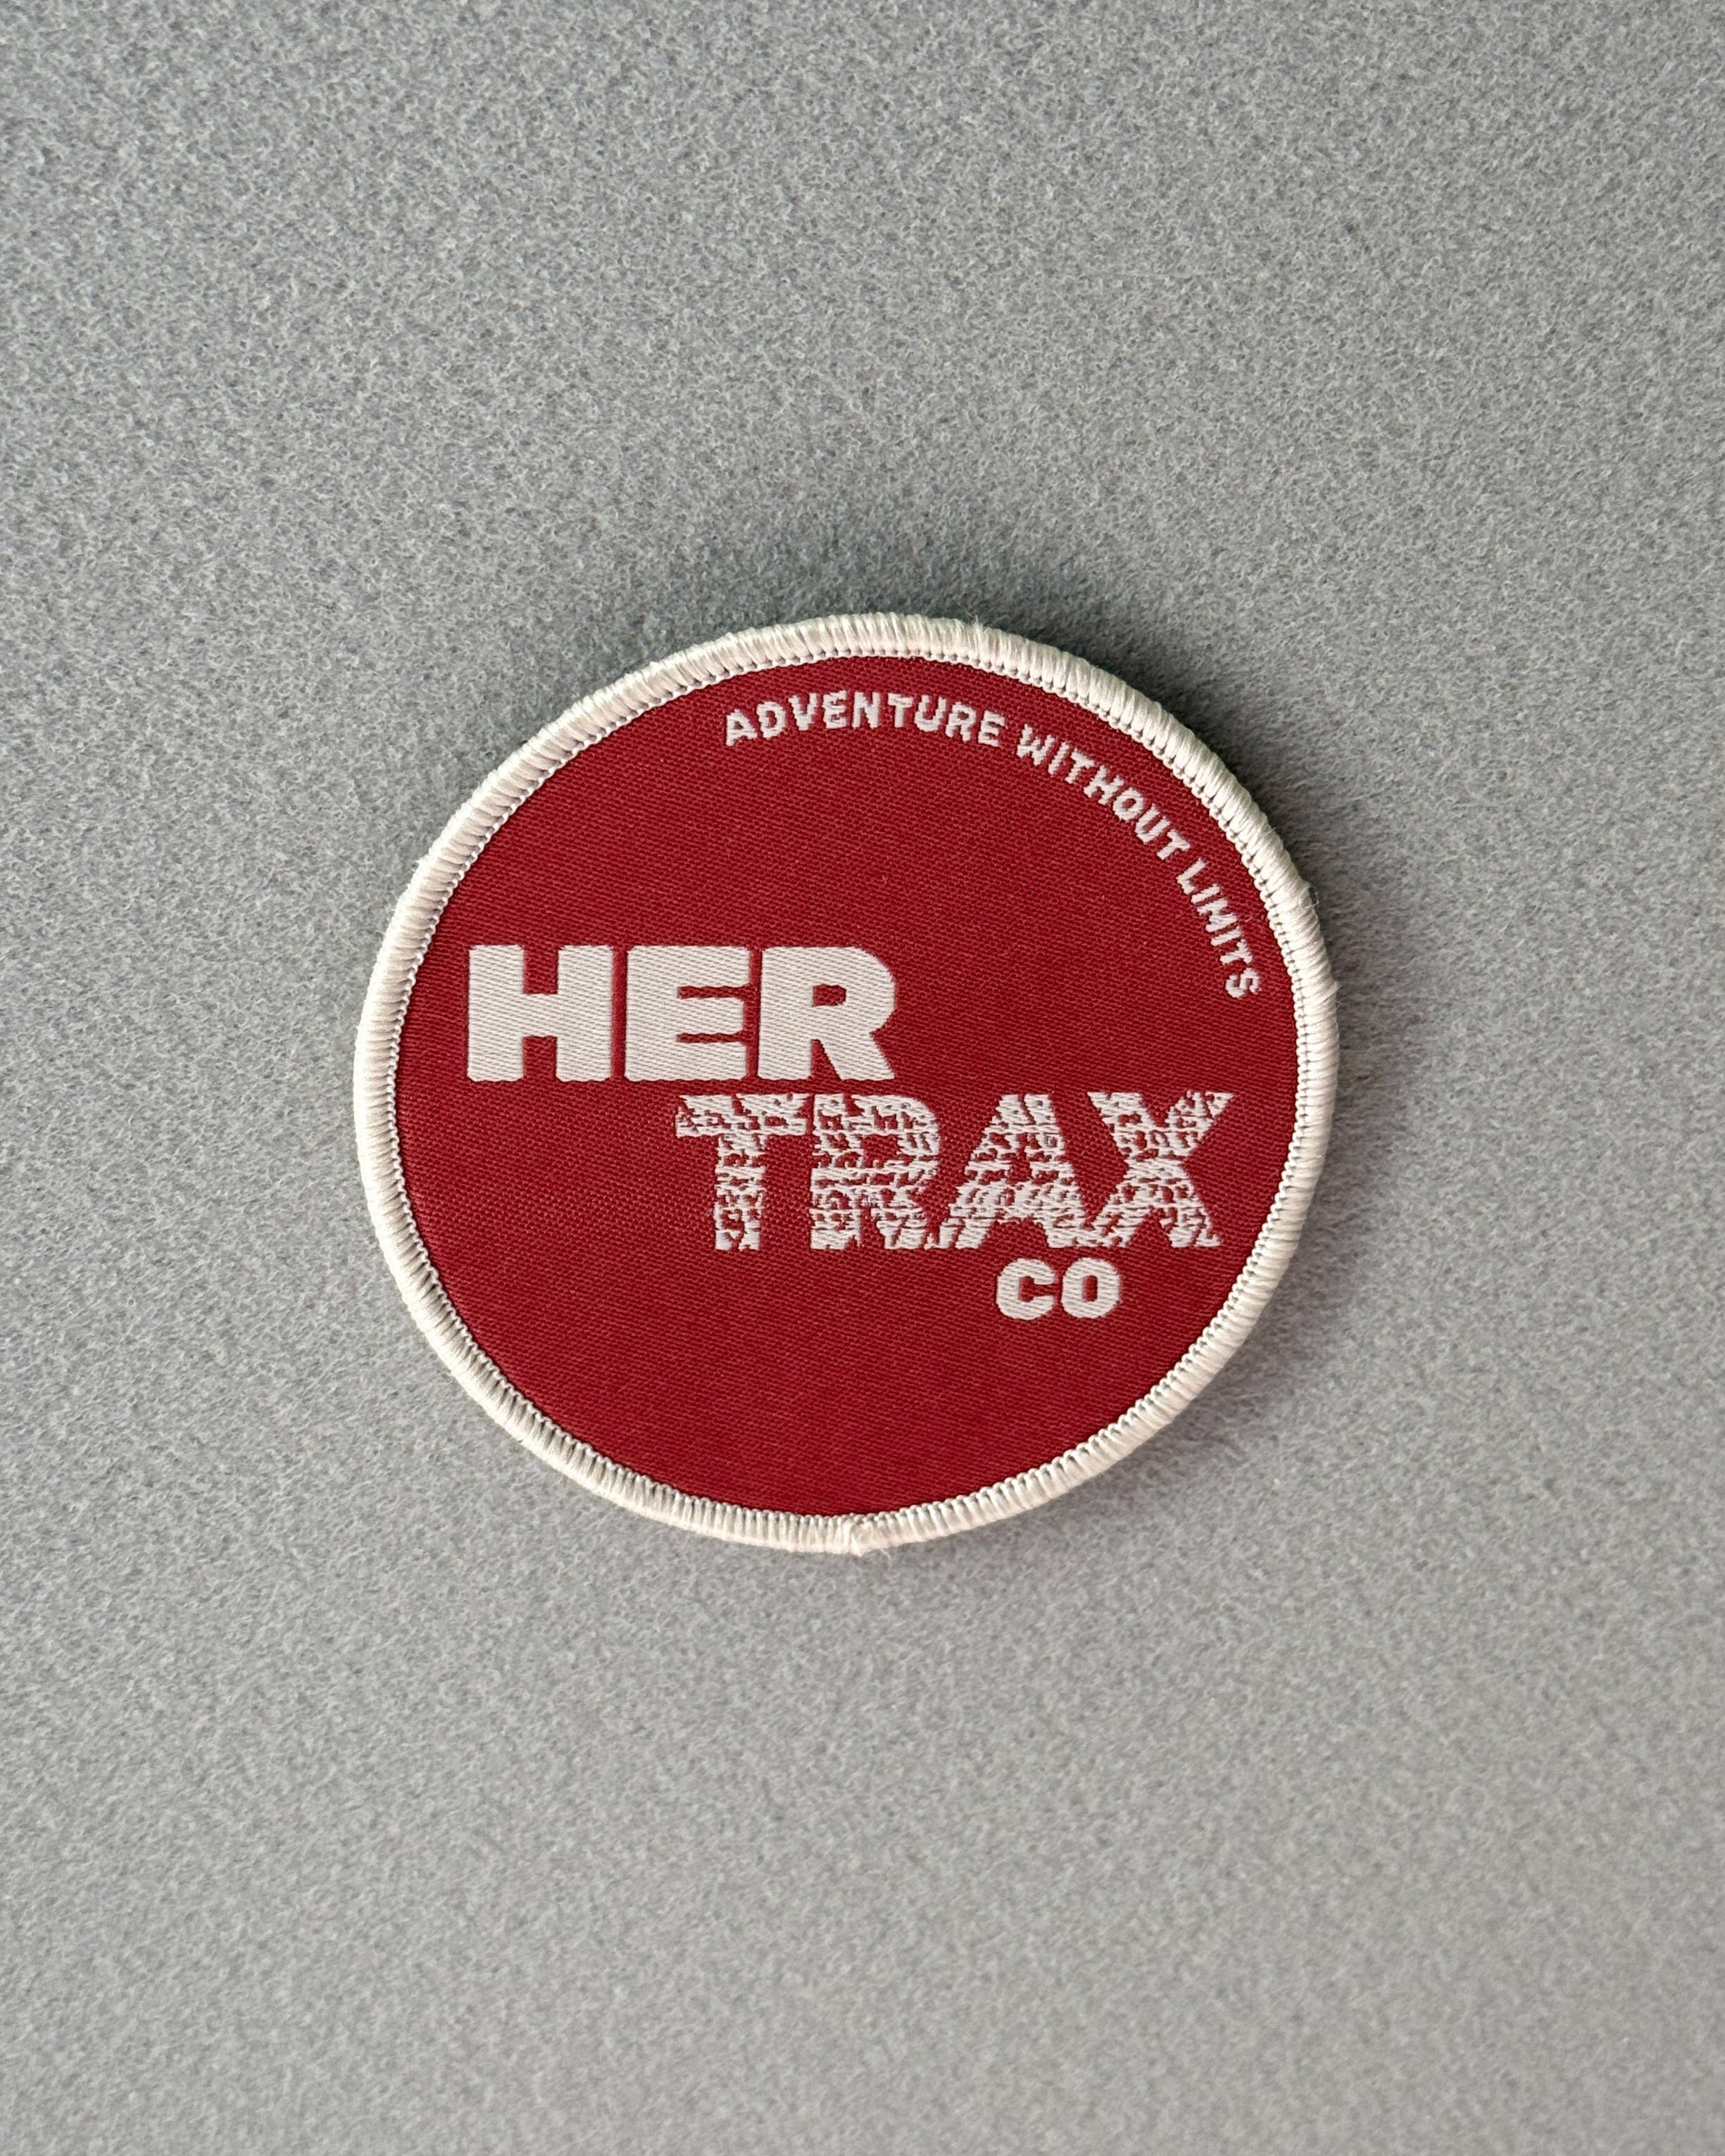 ADVENTURE WITHOUT LIMITS
HER
TRAX
CO